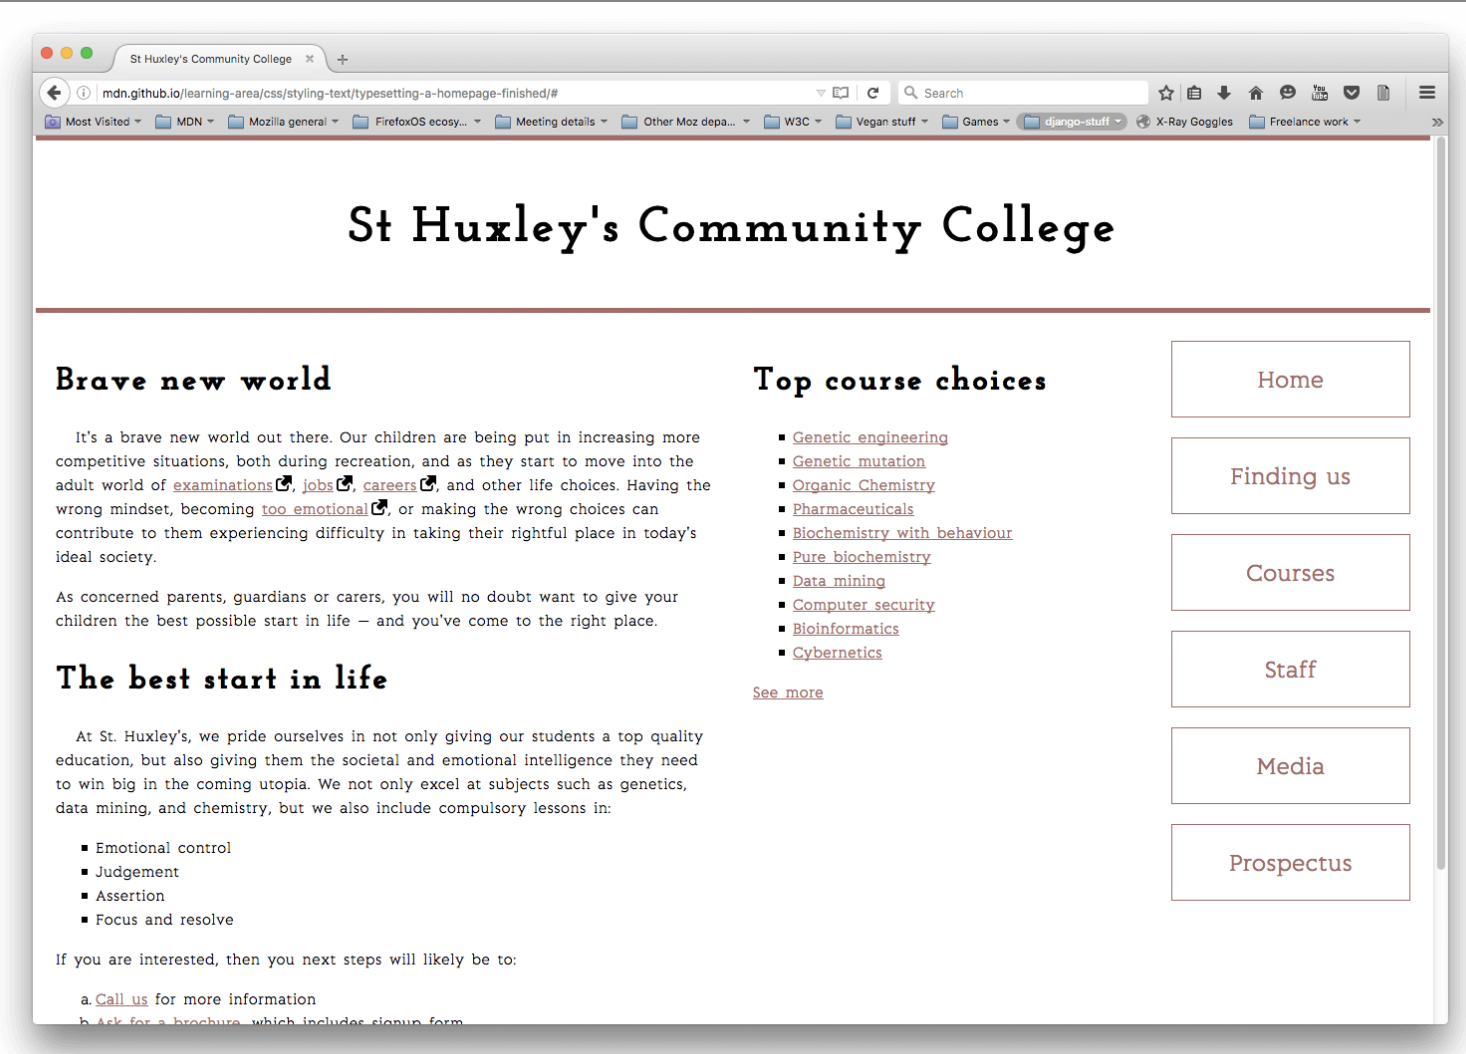 St Huxley's Community College
mdn.github.io/learning-area/css/styling-text/typesetting-a-homepage-finished/#
Search
You
Most Visited
MDN
Mozilla general
FirefoxOS ecosy...
Meeting details
Other Moz depa...
W3C
Vegan stuff
Games
django-stuff
X-Ray Goggles
Freelance work
St Huxley's Community College
Brave new world
It's a brave new world out there. Our children are being put in increasing more
competitive situations, both during recreation, and as they start to move into the
adult world of examinations, jobs, careers, and other life choices. Having the
wrong mindset, becoming too emotional, or making the wrong choices can
contribute to them experiencing difficulty in taking their rightful place in today's
ideal society.
As concerned parents, guardians or carers, you will no doubt want to give your
children the best possible start in life – and you've come to the right place.
The best start in life
At St. Huxley's, we pride ourselves in not only giving our students a top quality
education, but also giving them the societal and emotional intelligence they need
to win big in the coming utopia. We not only excel at subjects such as genetics,
data mining, and chemistry, but we also include compulsory lessons in:
Emotional control
Judgement
Assertion
Focus and resolve
If you are interested, then you next steps will likely be to:
a. Call us for more information
b. Ask for a brochure, which includes signup form
Top course choices
Genetic engineering
Genetic mutation
Organic Chemistry
Pharmaceuticals
Biochemistry with behaviour
Pure biochemistry
Data mining
Computer security
Bioinformatics
Cybernetics
See more
Home
Finding us
Courses
Staff
Media
Prospectus